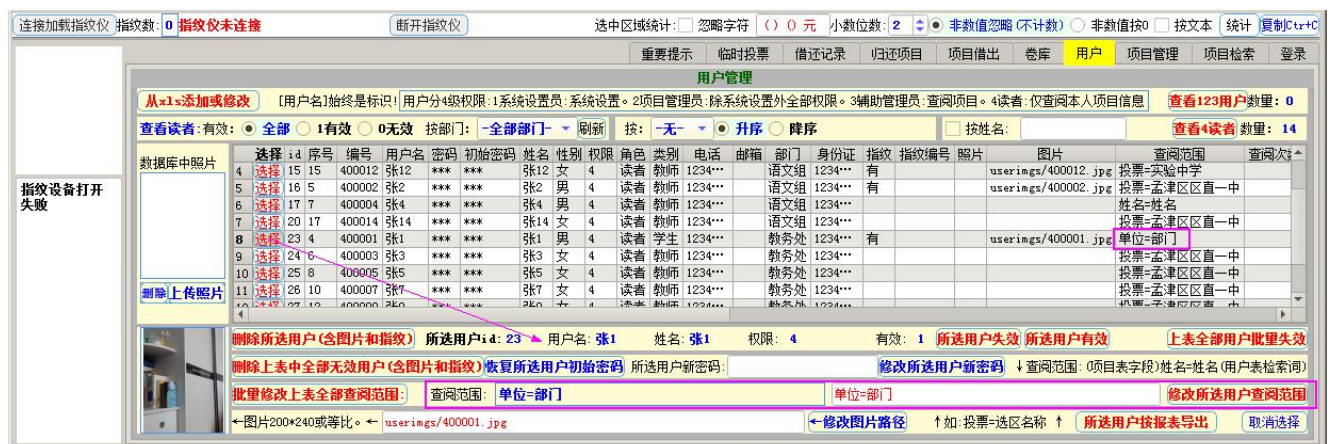 连接加载指纹仪 指纹数: 0 指纹仪未连接 断开指纹仪 选中区域统计: 忽略字符 () () 元 小数位数: 2 非数值忽略(不计数) 非数值按0 按文本 统计 复制Ctr+C
重要提示 临时投票 借还记录 归还项目 项目借出 卷库 用户 项目管理 项目检索 登录
用户管理
从xls添加或修改 [用户名]始终是标识! 用户分4级权限:1系统设置员:系统设置。2项目管理员:除系统设置外全部权限。3辅助管理员:查阅项目。4读者:仅查阅本人项目信息 查看123用户 数量: 0
查看读者:有效: 全部 1有效 0无效 按部门: -全部部门- 刷新 按: -无- 升序 降序 按姓名: 查看4读者 数量: 14
数据库中照片
选择 id 序号 编号 用户名 密码 初始密码 姓名 性别 权限 角色 类别 电话 邮箱 部门 身份证 指纹 指纹编号 照片 图片 查阅范围 查阅次
4 选择 15 15 400012 张12 *** *** 张12 女 4 读者 教师 1234… 语文组 1234… 有 userimgs/400012.jpg 投票=实验中学
5 选择 16 5 400002 张2 *** *** 张2 男 4 读者 教师 1234… 语文组 1234… 有 userimgs/400002.jpg 投票=孟津区区直一中
6 选择 17 7 400004 张4 *** *** 张4 男 4 读者 教师 1234… 语文组 1234… 姓名=姓名
7 选择 20 17 400014 张14 *** *** 张14 女 4 读者 教师 1234… 语文组 1234… 投票=孟津区区直一中
8 选择 23 4 400001 张1 *** *** 张1 男 4 读者 学生 1234… 教务处 1234… 有 userimgs/400001.jpg 单位=部门
9 选择 24 6 400003 张3 *** *** 张3 女 4 读者 教师 1234… 教务处 1234… 投票=孟津区区直一中
10 选择 25 8 400005 张5 *** *** 张5 女 4 读者 教师 1234… 教务处 1234… 投票=孟津区区直一中
11 选择 26 10 400007 张7 *** *** 张7 女 4 读者 教师 1234… 教务处 1234… 投票=孟津区区直一中
指纹设备打开失败
删除 上传照片
删除所选用户(含图片和指纹) 所选用户id: 23 用户名: 张1 姓名: 张1 权限: 4 有效: 1 所选用户失效 所选用户有效 上表全部用户批量失效
删除上表中全部无效用户(含图片和指纹) 恢复所选用户初始密码 所选用户新密码: 修改所选用户新密码 ↓查阅范围:(项目表字段)姓名=姓名(用户表检索词)
批量修改上表全部查阅范围: 查阅范围: 单位=部门 单位=部门 修改所选用户查阅范围
←图片200*240或等比。← userimgs/400001.jpg ←修改图片路径 ↑如:投票=选区名称 ↑ 所选用户按报表导出 取消选择